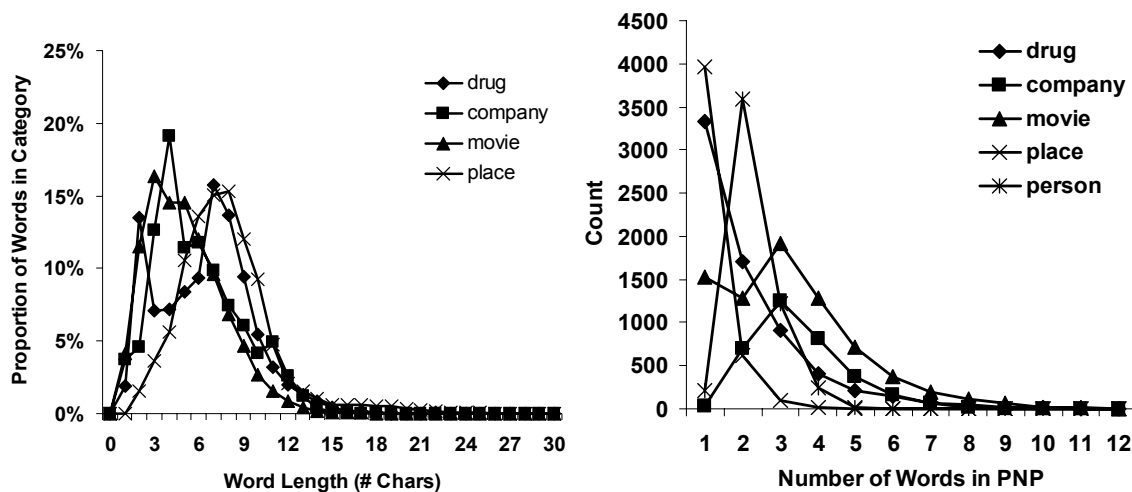 25%
20%
15%
10%
5%
0%
Proportion of Words in Category
0 3 6 9 12 15 18 21 24 27 30
Word Length (# Chars)
drug
company
movie
place
4500
4000
3500
3000
2500
2000
1500
1000
500
0
Count
1 2 3 4 5 6 7 8 9 10 11 12
Number of Words in PNP
drug
company
movie
place
person